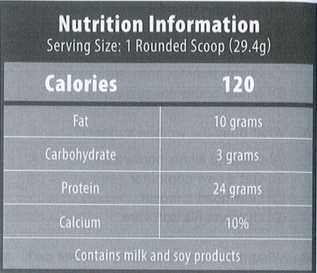 Nutrition Information
Serving Size: 1 Rounded Scoop (29.4g)
Calories 120
Fat 10 grams
Carbohydrate 3 grams
Protein 24 grams
Calcium 10%
Contains milk and soy products